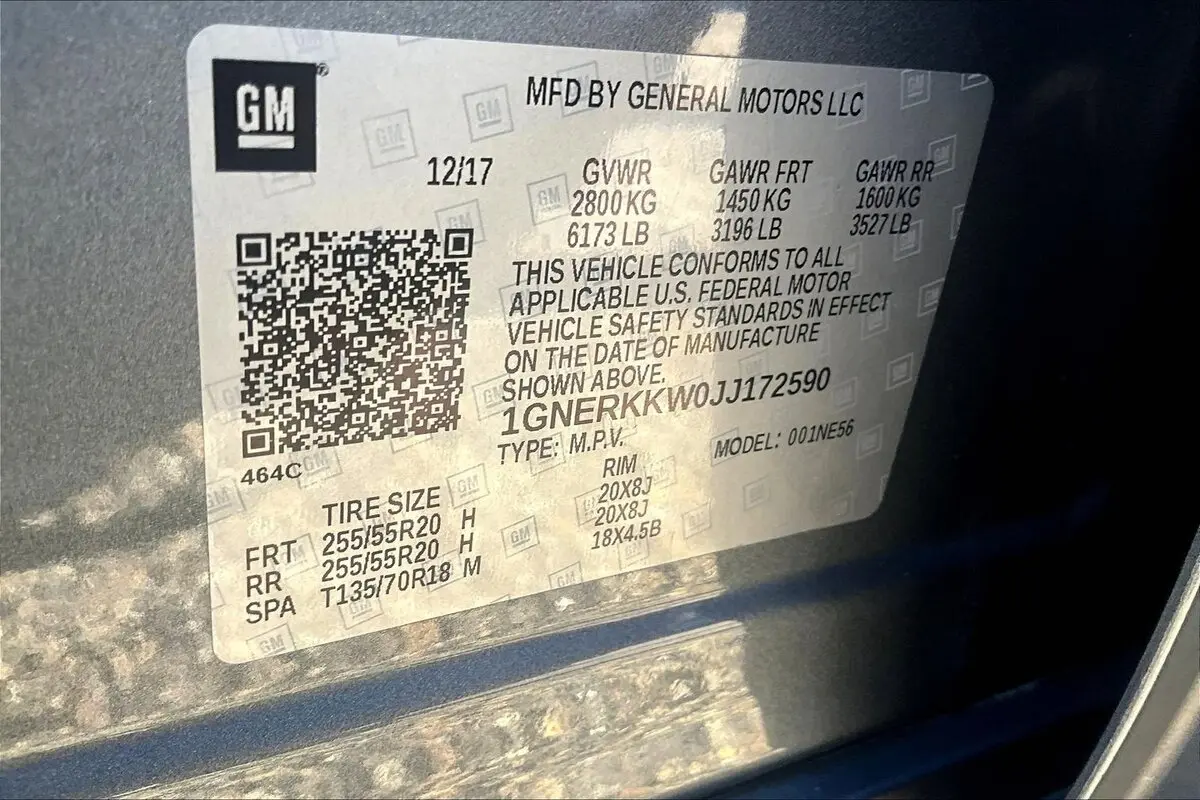 GM
MFD BY GENERAL MOTORS LLC
12/17 GVWR GAWR FRT GAWR RR
2800 KG 1450 KG 1600 KG
6173 LB 3196 LB 3527 LB
THIS VEHICLE CONFORMS TO ALL
APPLICABLE U.S. FEDERAL MOTOR
VEHICLE SAFETY STANDARDS IN EFFECT
ON THE DATE OF MANUFACTURE
SHOWN ABOVE.
1GNERKKW0JJ172590
TYPE: M.P.V. MODEL: 001NE56
464C
TIRE SIZE RIM
FRT 255/55R20 H 20X8J
RR 255/55R20 H 20X8J
SPA T135/70R18 M 18X4.5B